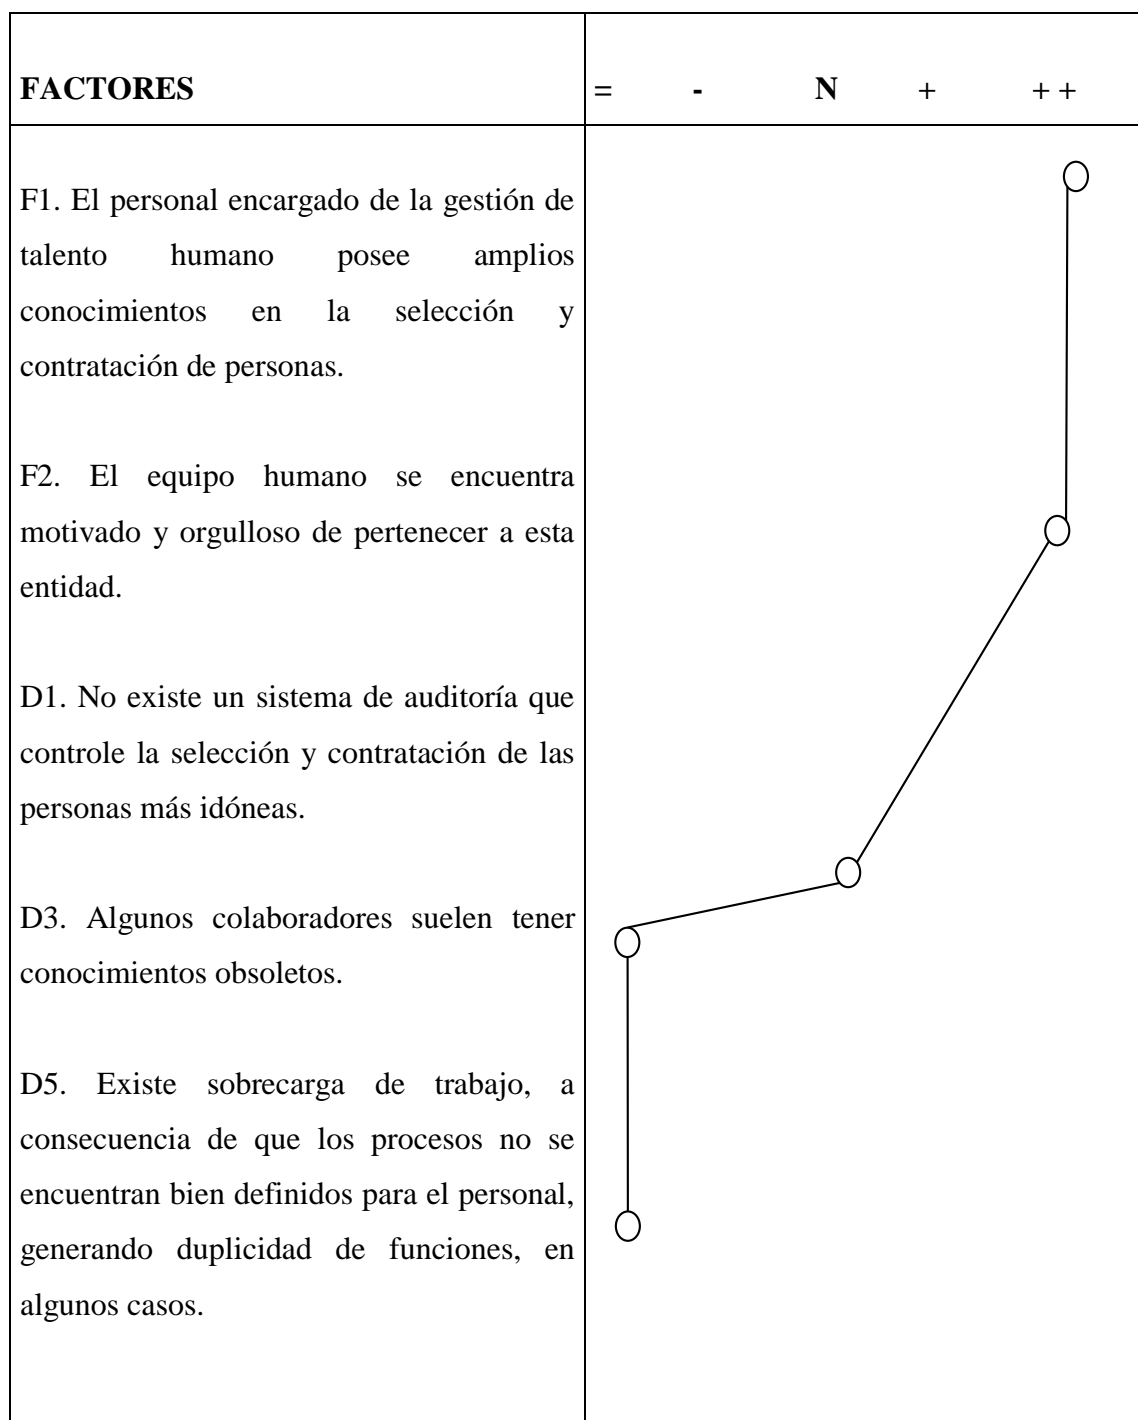 FACTORES = - N + + +
F1. El personal encargado de la gestión de
talento humano posee amplios
conocimientos en la selección y
contratación de personas.
F2. El equipo humano se encuentra
motivado y orgulloso de pertenecer a esta
entidad.
D1. No existe un sistema de auditoría que
controle la selección y contratación de las
personas más idóneas.
D3. Algunos colaboradores suelen tener
conocimientos obsoletos.
D5. Existe sobrecarga de trabajo, a
consecuencia de que los procesos no se
encuentran bien definidos para el personal,
generando duplicidad de funciones, en
algunos casos.